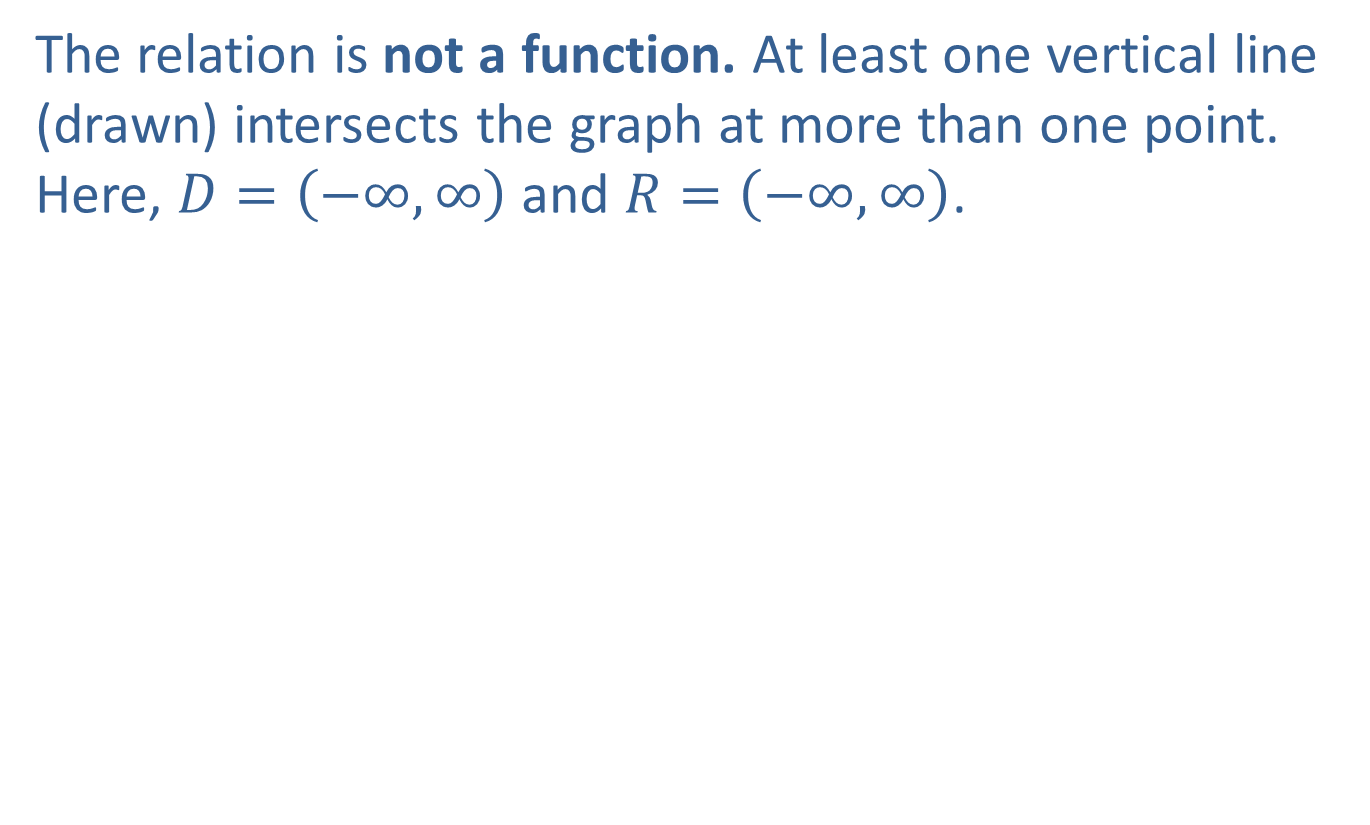 The relation is not a function. At least one vertical line
(drawn) intersects the graph at more than one point.
Here, D = (−∞, ∞) and R = (−∞, ∞).